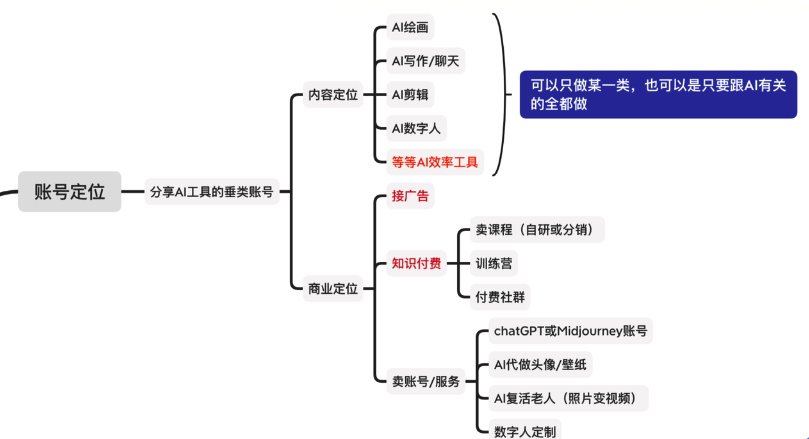 账号定位
分享AI工具的垂类账号
内容定位
AI绘画
AI写作/聊天
AI剪辑
AI数字人
等等AI效率工具
可以只做某一类，也可以是只要跟AI有关
的全都做
商业定位
接广告
知识付费
卖课程（自研或分销）
训练营
付费社群
卖账号/服务
chatGPT或Midjourney账号
AI代做头像/壁纸
AI复活老人（照片变视频）
数字人定制